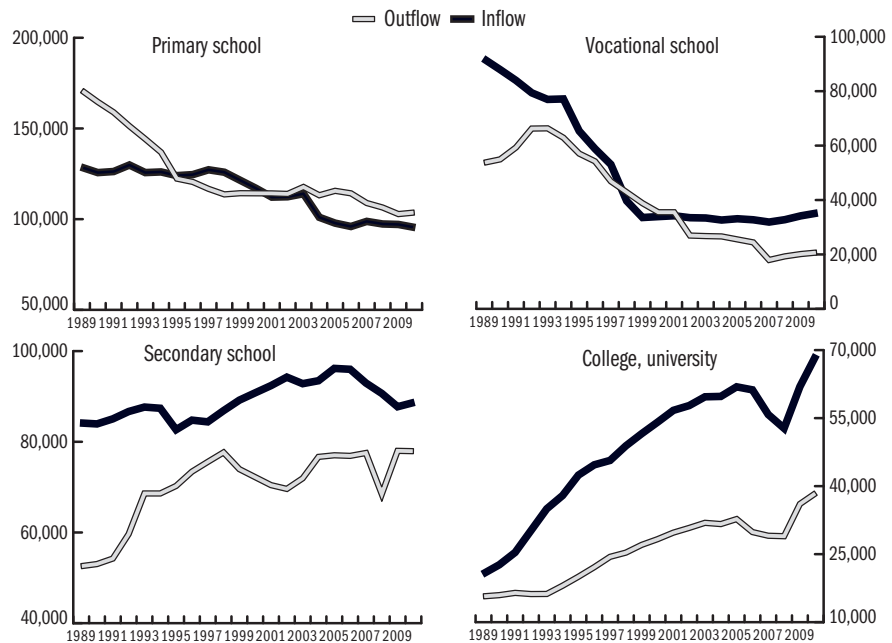 Outflow Inflow
Primary school
200,000
150,000
100,000
50,000
1989 1991 1993 1995 1997 1999 2001 2003 2005 2007 2009
Vocational school
100,000
80,000
60,000
40,000
20,000
0
1989 1991 1993 1995 1997 1999 2001 2003 2005 2007 2009
Secondary school
100,000
80,000
60,000
40,000
1989 1991 1993 1995 1997 1999 2001 2003 2005 2007 2009
College, university
70,000
55,000
40,000
25,000
10,000
1989 1991 1993 1995 1997 1999 2001 2003 2005 2007 2009